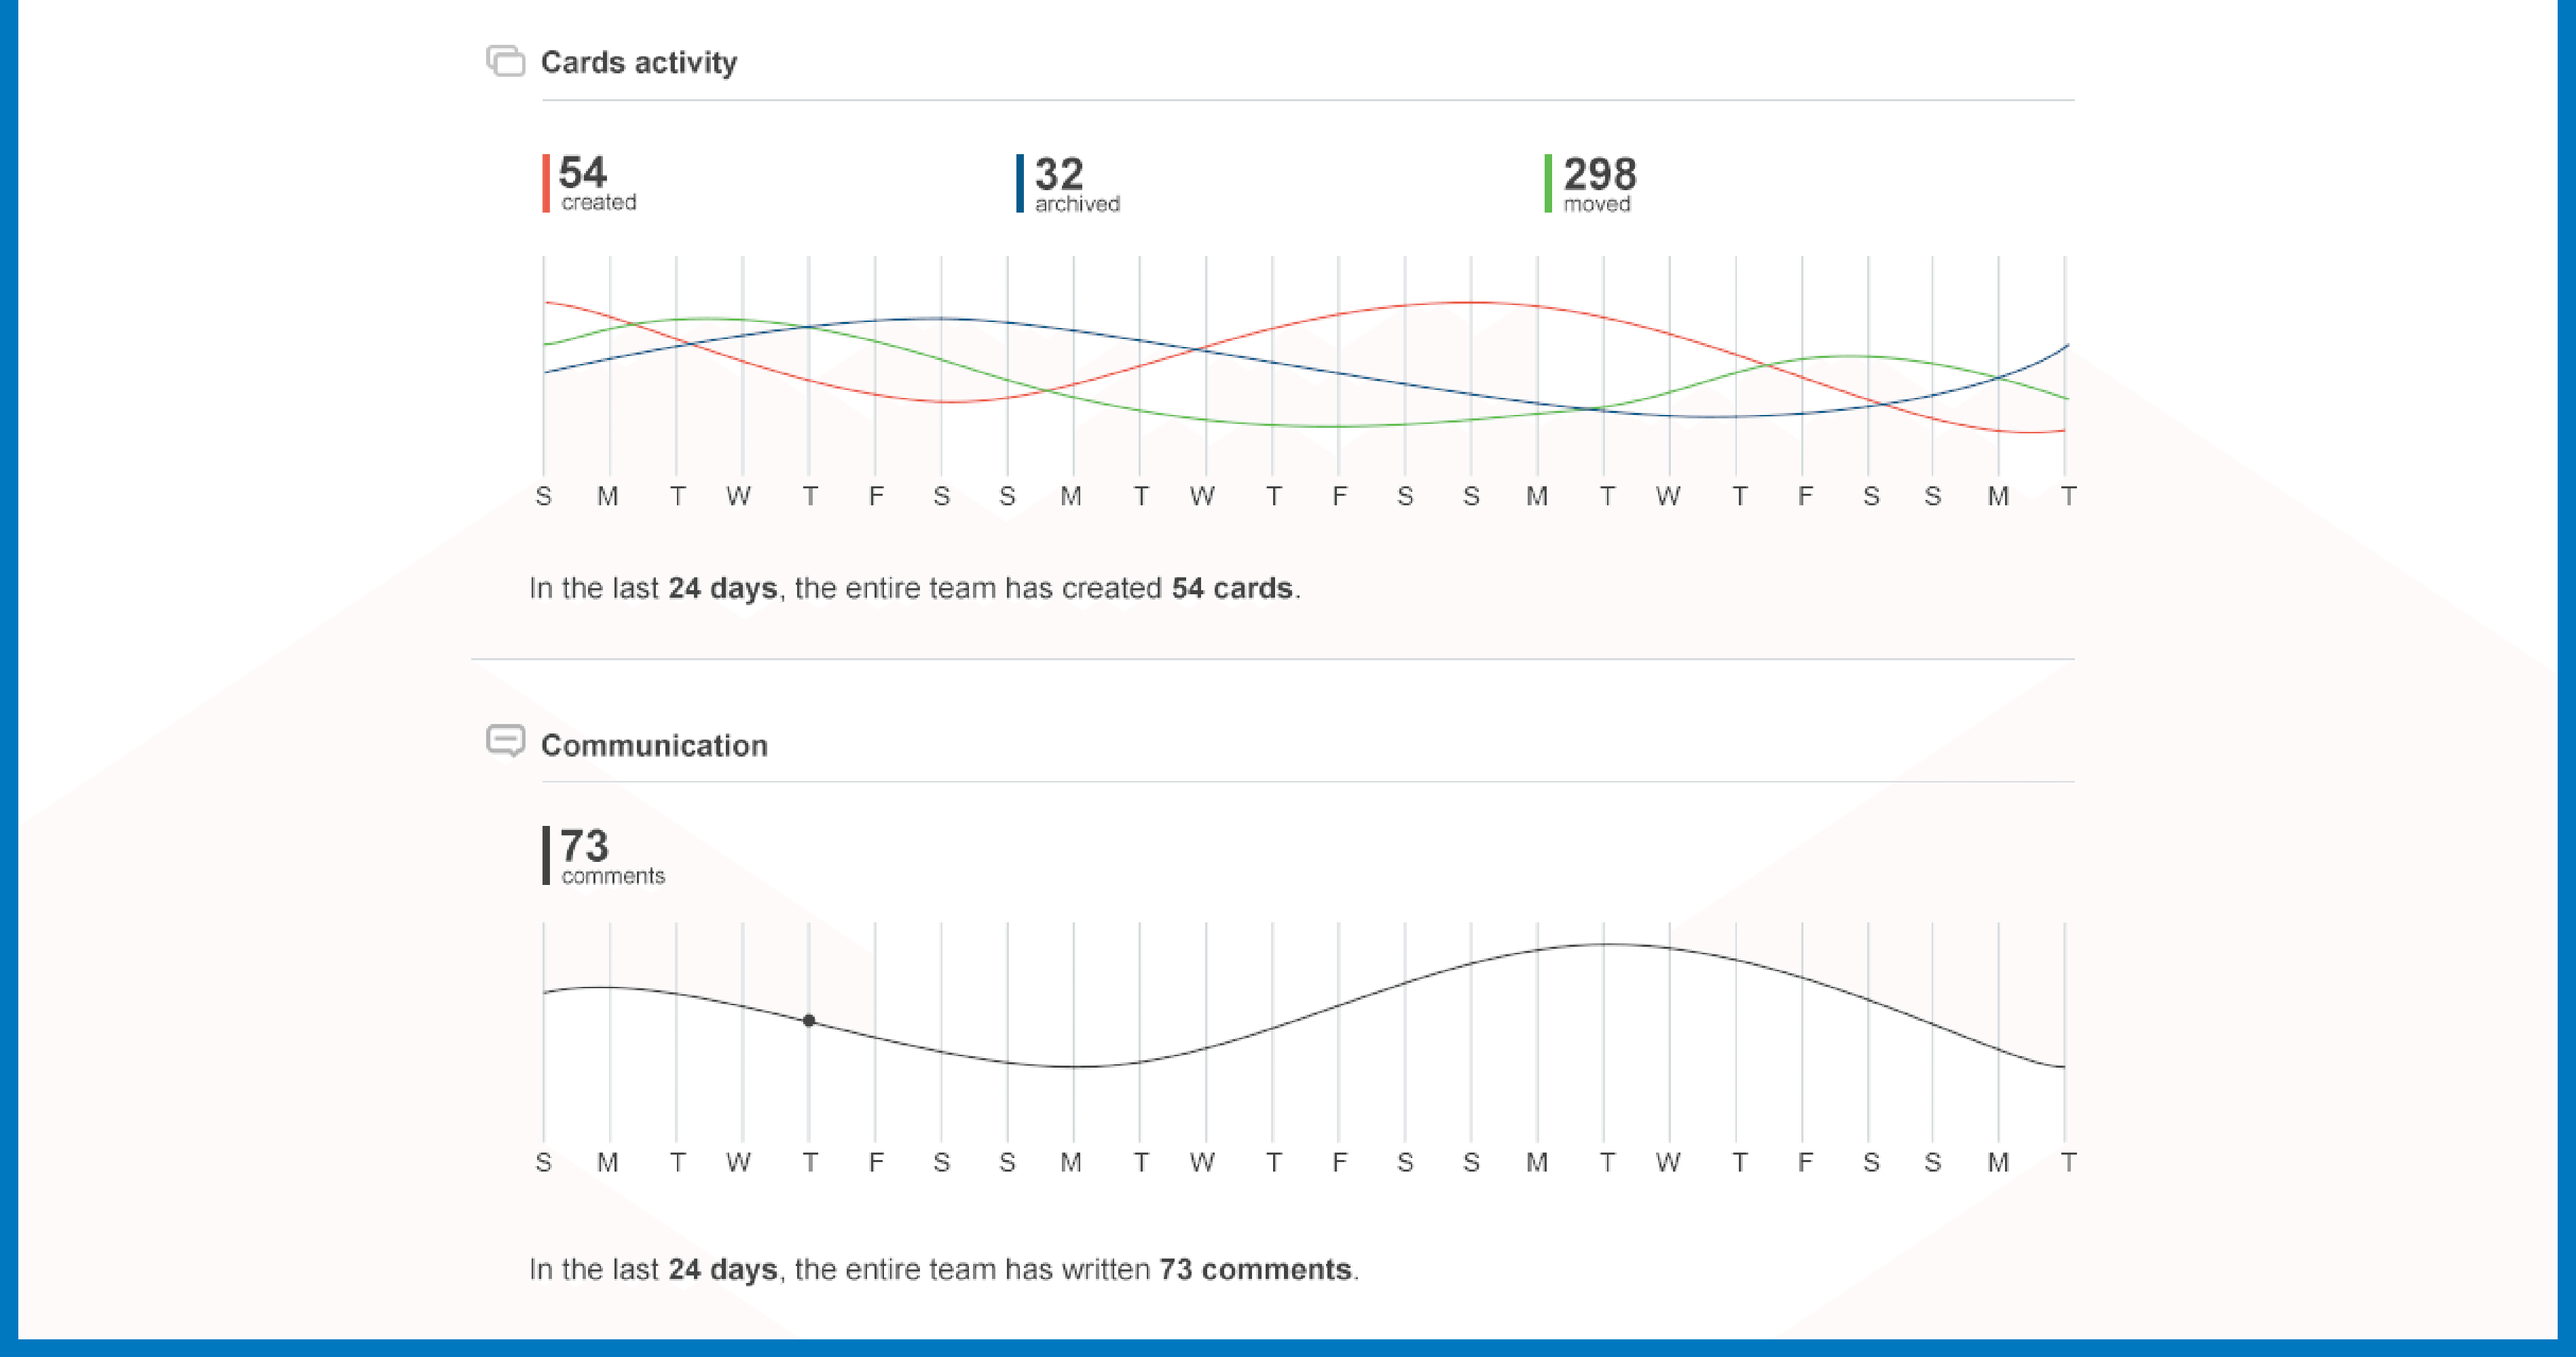 Cards activity
54
created
32
archived
298
moved
S M T W T F S S M T W T F S S M T W T F S S M T
In the last 24 days, the entire team has created 54 cards.
Communication
73
comments
S M T W T F S S M T W T F S S M T W T F S S M T
In the last 24 days, the entire team has written 73 comments.